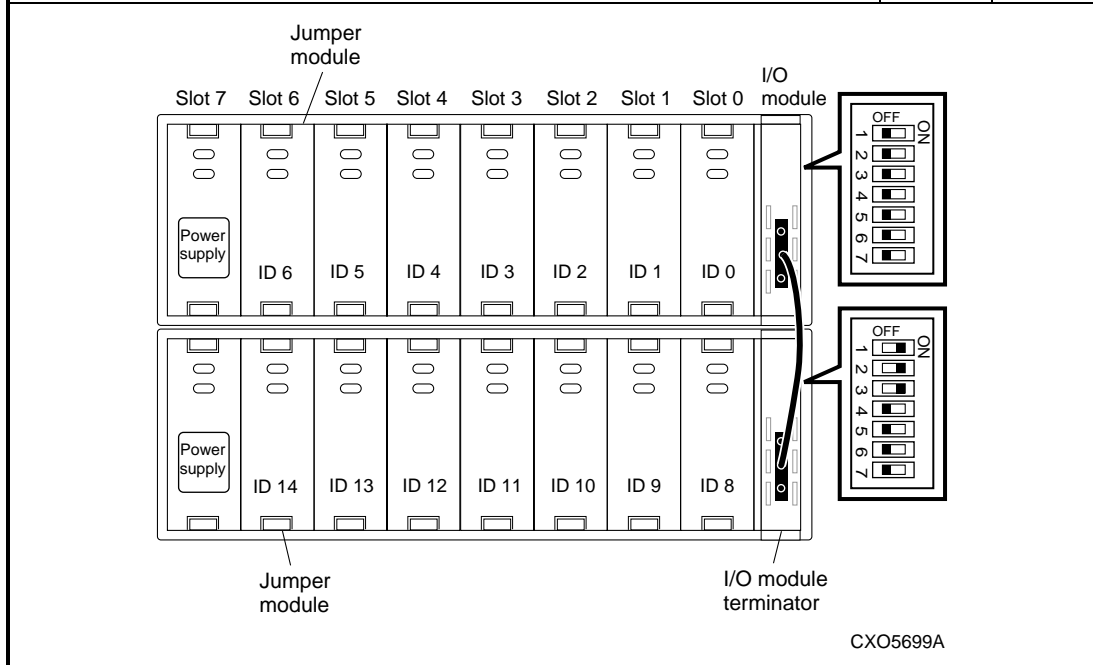 Jumper
module
I/O
module
Slot 7 Slot 6 Slot 5 Slot 4 Slot 3 Slot 2 Slot 1 Slot 0
OFF
ON
1
2
3
4
5
6
7
Power
supply
ID 6 ID 5 ID 4 ID 3 ID 2 ID 1 ID 0
OFF
ON
1
2
3
4
5
6
7
Power
supply
ID 14 ID 13 ID 12 ID 11 ID 10 ID 9 ID 8
Jumper
module
I/O module
terminator
CXO5699A